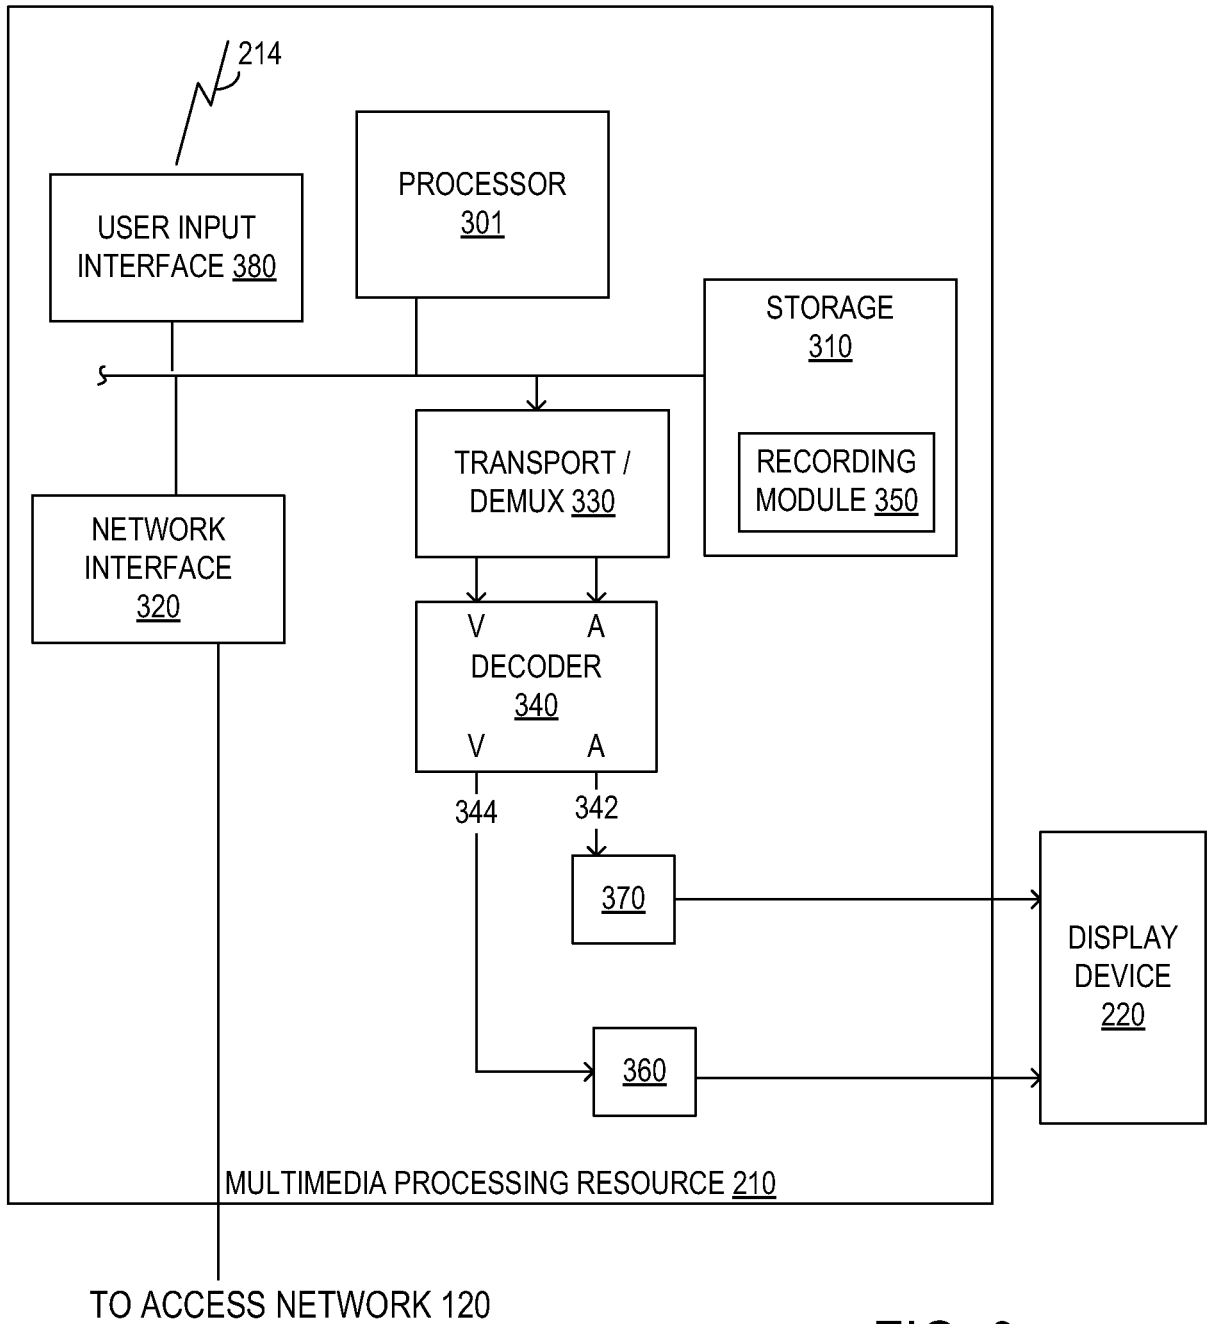 214
PROCESSOR
301
USER INPUT
INTERFACE 380
STORAGE
310
RECORDING
MODULE 350
TRANSPORT /
DEMUX 330
NETWORK
INTERFACE
320
V A
DECODER
340
V A
344 342
370
DISPLAY
DEVICE
220
360
MULTIMEDIA PROCESSING RESOURCE 210
TO ACCESS NETWORK 120